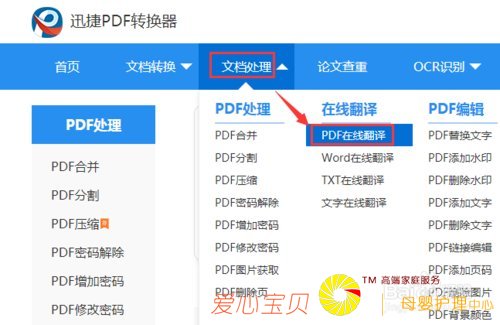 迅捷PDF转换器
首页 文档转换 文档处理 论文查重 OCR识别
PDF处理
PDF合并
PDF分割
PDF压缩
PDF密码解除
PDF增加密码
PDF修改密码
PDF处理
PDF合并
PDF分割
PDF压缩
PDF密码解除
PDF增加密码
PDF修改密码
PDF图片获取
PDF删除页
在线翻译
PDF在线翻译
Word在线翻译
TXT在线翻译
文字在线翻译
PDF编辑
PDF替换文字
PDF添加水印
PDF删除水印
PDF添加文字
PDF删除文字
PDF链接编辑
PDF添加页码
PDF删除图片
PDF背景颜色
TM 高端家庭服务
爱心宝贝
母婴护理中心